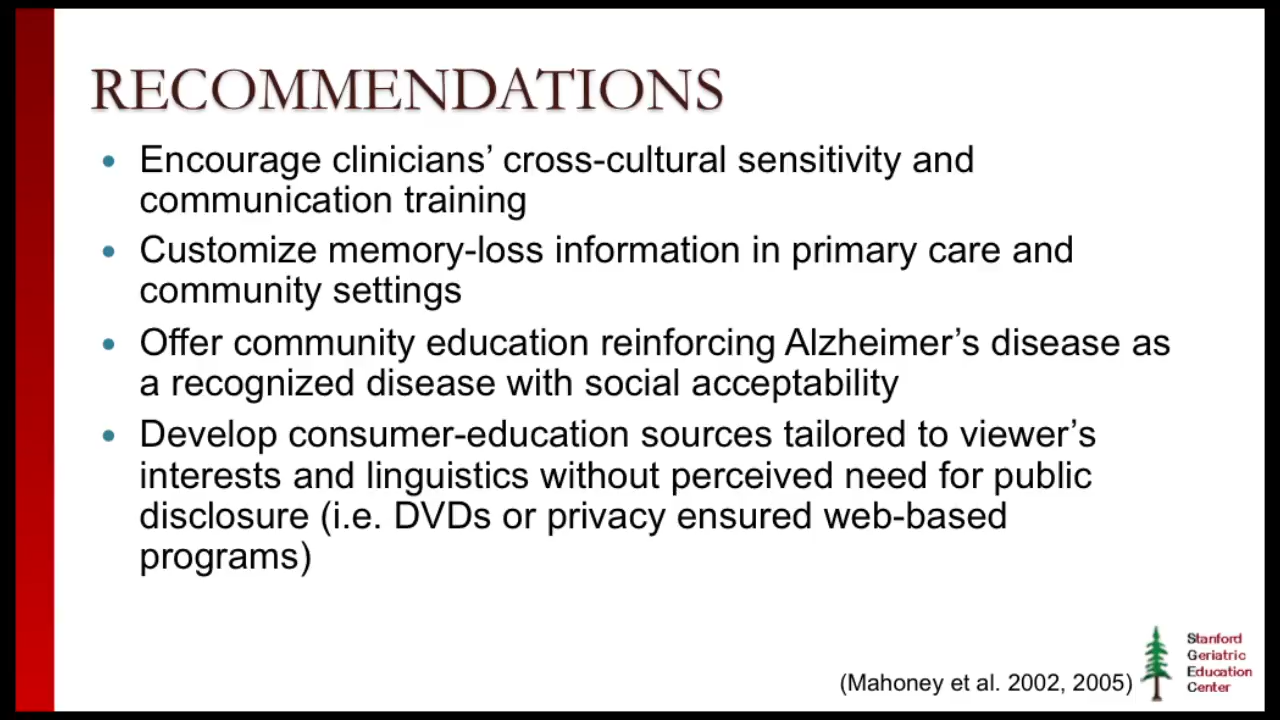 RECOMMENDATIONS
• Encourage clinicians’ cross-cultural sensitivity and
communication training
• Customize memory-loss information in primary care and
community settings
• Offer community education reinforcing Alzheimer’s disease as
a recognized disease with social acceptability
• Develop consumer-education sources tailored to viewer’s
interests and linguistics without perceived need for public
disclosure (i.e. DVDs or privacy ensured web-based
programs)
(Mahoney et al. 2002, 2005)
Stanford
Geriatric
Education
Center